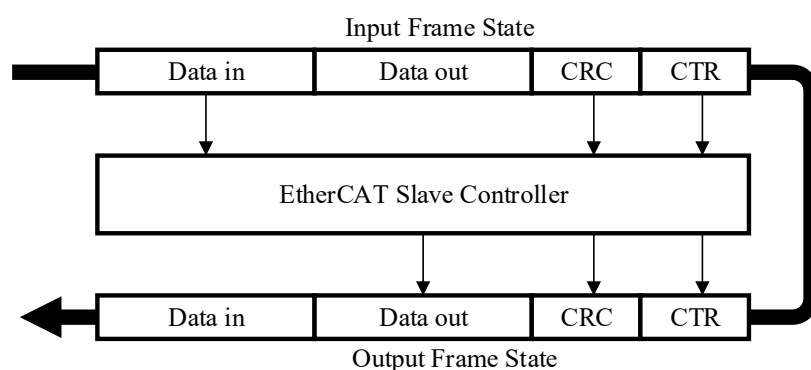 Input Frame State
Data in Data out CRC CTR
EtherCAT Slave Controller
Data in Data out CRC CTR
Output Frame State